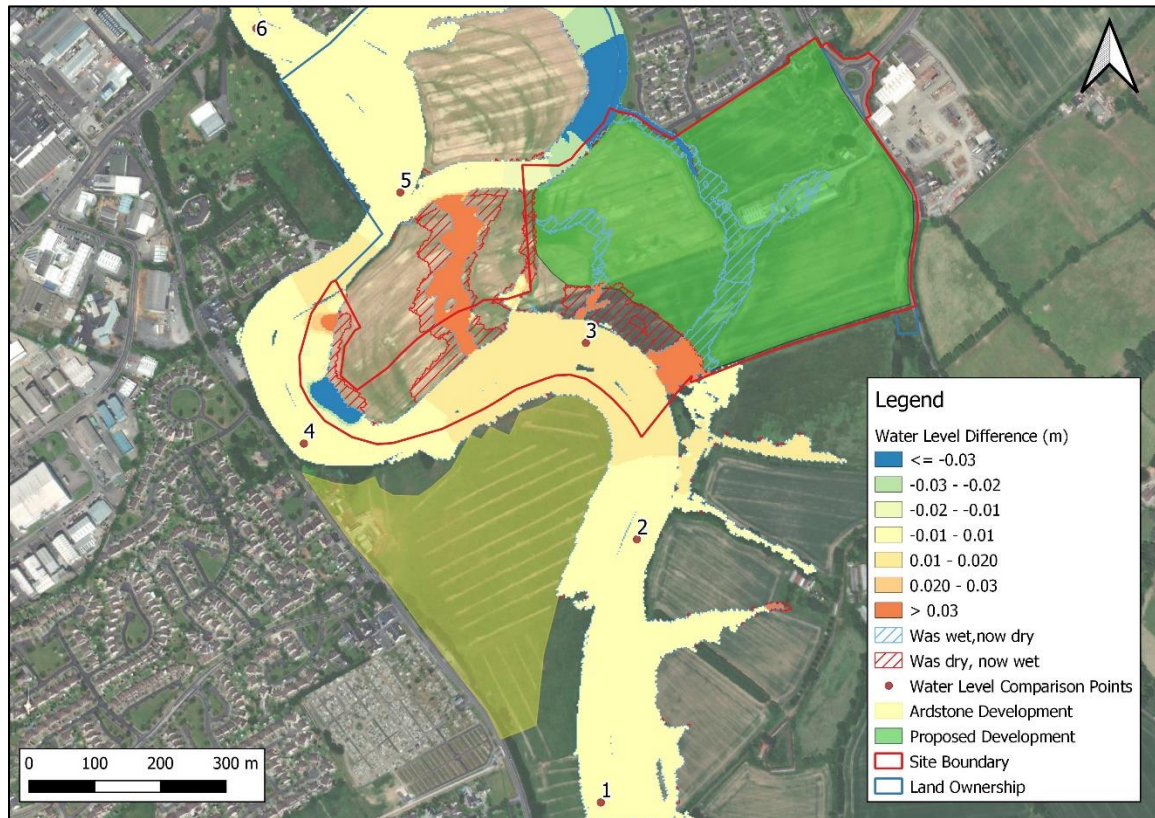 6
5
3
4
2
1
Legend
Water Level Difference (m)
<= -0.03
-0.03 - -0.02
-0.02 - -0.01
-0.01 - 0.01
0.01 - 0.020
0.020 - 0.03
> 0.03
Was wet,now dry
Was dry, now wet
Water Level Comparison Points
Ardstone Development
Proposed Development
Site Boundary
Land Ownership
0 100 200 300 m